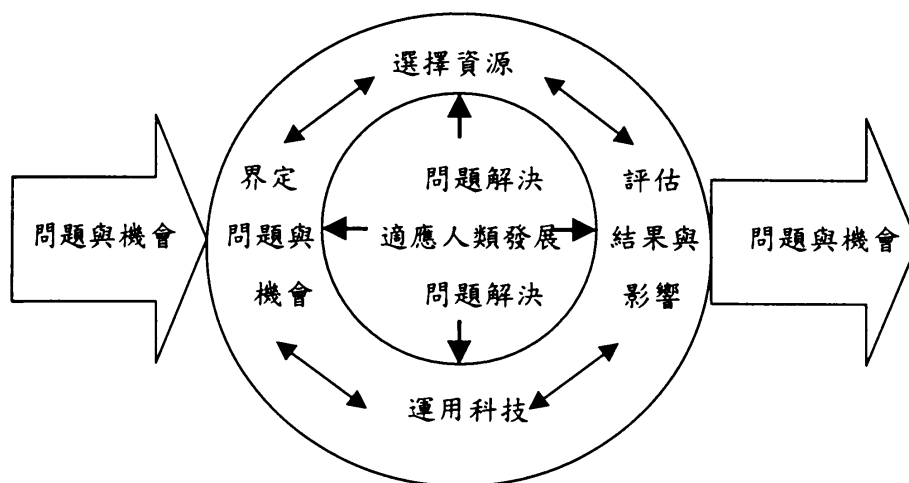 選擇資源
問題與機會
界定
問題與
機會
問題解決
適應人類發展
問題解決
評估
結果與
影響
問題與機會
運用科技